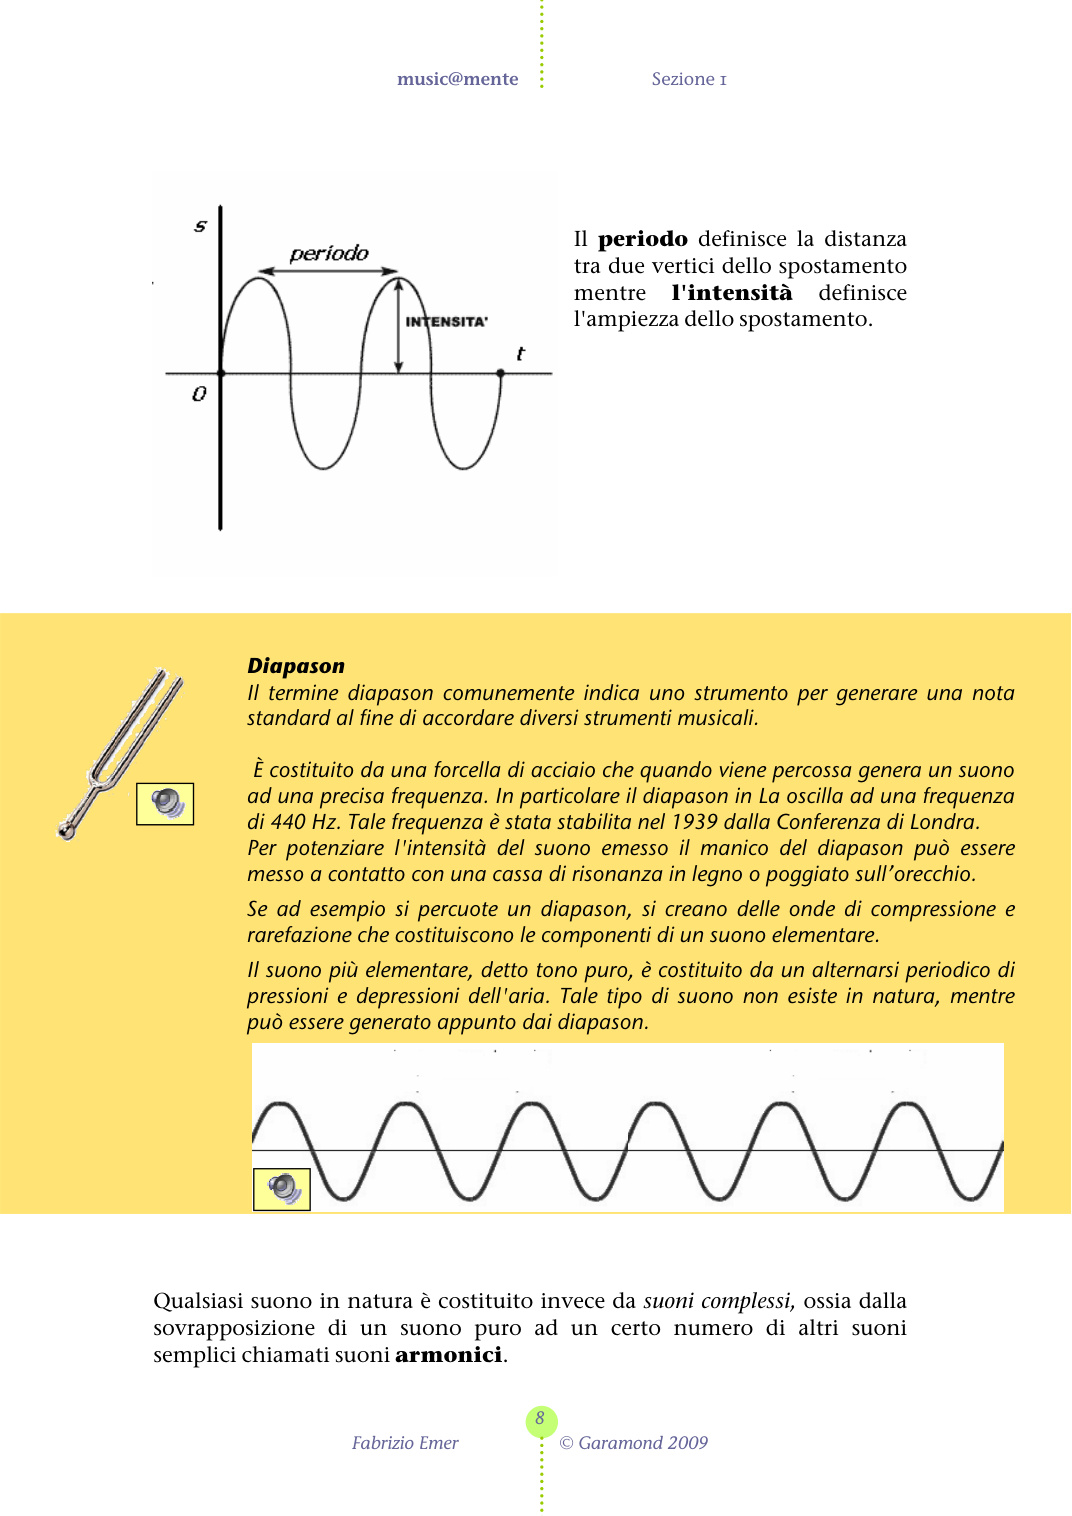 music@mente Sezione 1
s
periodo
INTENSITA'
t
0
Il periodo definisce la distanza
tra due vertici dello spostamento
mentre l'intensità definisce
l'ampiezza dello spostamento.
Diapason
Il termine diapason comunemente indica uno strumento per generare una nota
standard al fine di accordare diversi strumenti musicali.
È costituito da una forcella di acciaio che quando viene percossa genera un suono
ad una precisa frequenza. In particolare il diapason in La oscilla ad una frequenza
di 440 Hz. Tale frequenza è stata stabilita nel 1939 dalla Conferenza di Londra.
Per potenziare l'intensità del suono emesso il manico del diapason può essere
messo a contatto con una cassa di risonanza in legno o poggiato sull’orecchio.
Se ad esempio si percuote un diapason, si creano delle onde di compressione e
rarefazione che costituiscono le componenti di un suono elementare.
Il suono più elementare, detto tono puro, è costituito da un alternarsi periodico di
pressioni e depressioni dell'aria. Tale tipo di suono non esiste in natura, mentre
può essere generato appunto dai diapason.
Qualsiasi suono in natura è costituito invece da suoni complessi, ossia dalla
sovrapposizione di un suono puro ad un certo numero di altri suoni
semplici chiamati suoni armonici.
8
Fabrizio Emer © Garamond 2009